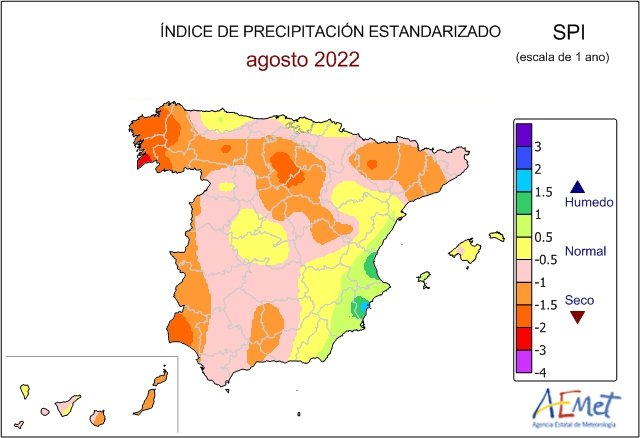 ÍNDICE DE PRECIPITACIÓN ESTANDARIZADO
SPI
agosto 2022
(escala de 1 ano)
3
2
1.5
Humedo
1
0.5
Normal
-0.5
-1
Seco
-1.5
-2
-3
-4
AEMet
Agencia Estatal de Meteorología